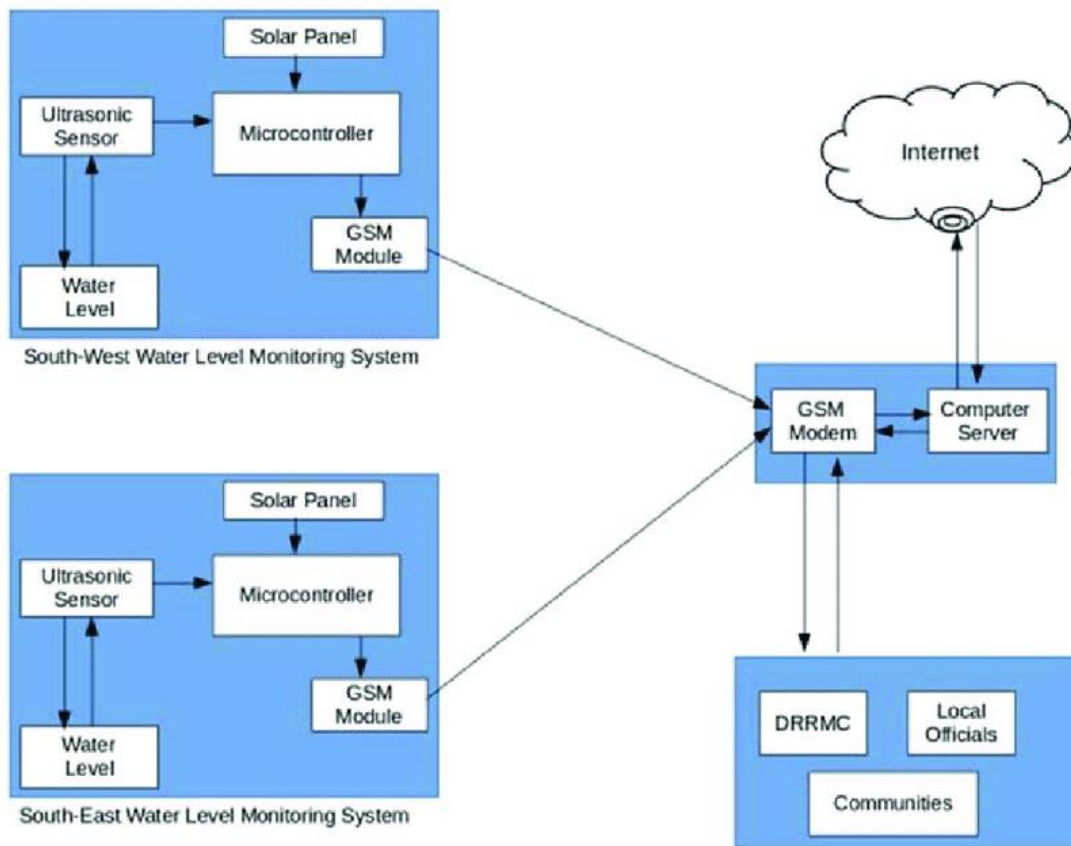 Solar Panel
Ultrasonic
Sensor
Microcontroller
GSM
Module
Water
Level
South-West Water Level Monitoring System
Internet
GSM
Modem
Computer
Server
Solar Panel
Ultrasonic
Sensor
Microcontroller
GSM
Module
Water
Level
South-East Water Level Monitoring System
DRRMC
Local
Officials
Communities